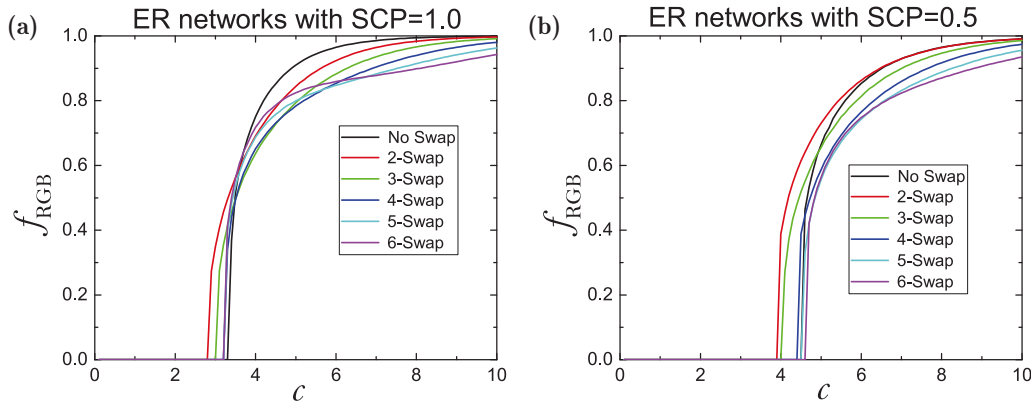 (a)
ER networks with SCP=1.0
1.0
0.8
0.6
0.4
0.2
0.0
f_RGB
No Swap
2-Swap
3-Swap
4-Swap
5-Swap
6-Swap
0 2 4 6 8 10
c
(b)
ER networks with SCP=0.5
1.0
0.8
0.6
0.4
0.2
0.0
f_RGB
No Swap
2-Swap
3-Swap
4-Swap
5-Swap
6-Swap
0 2 4 6 8 10
c